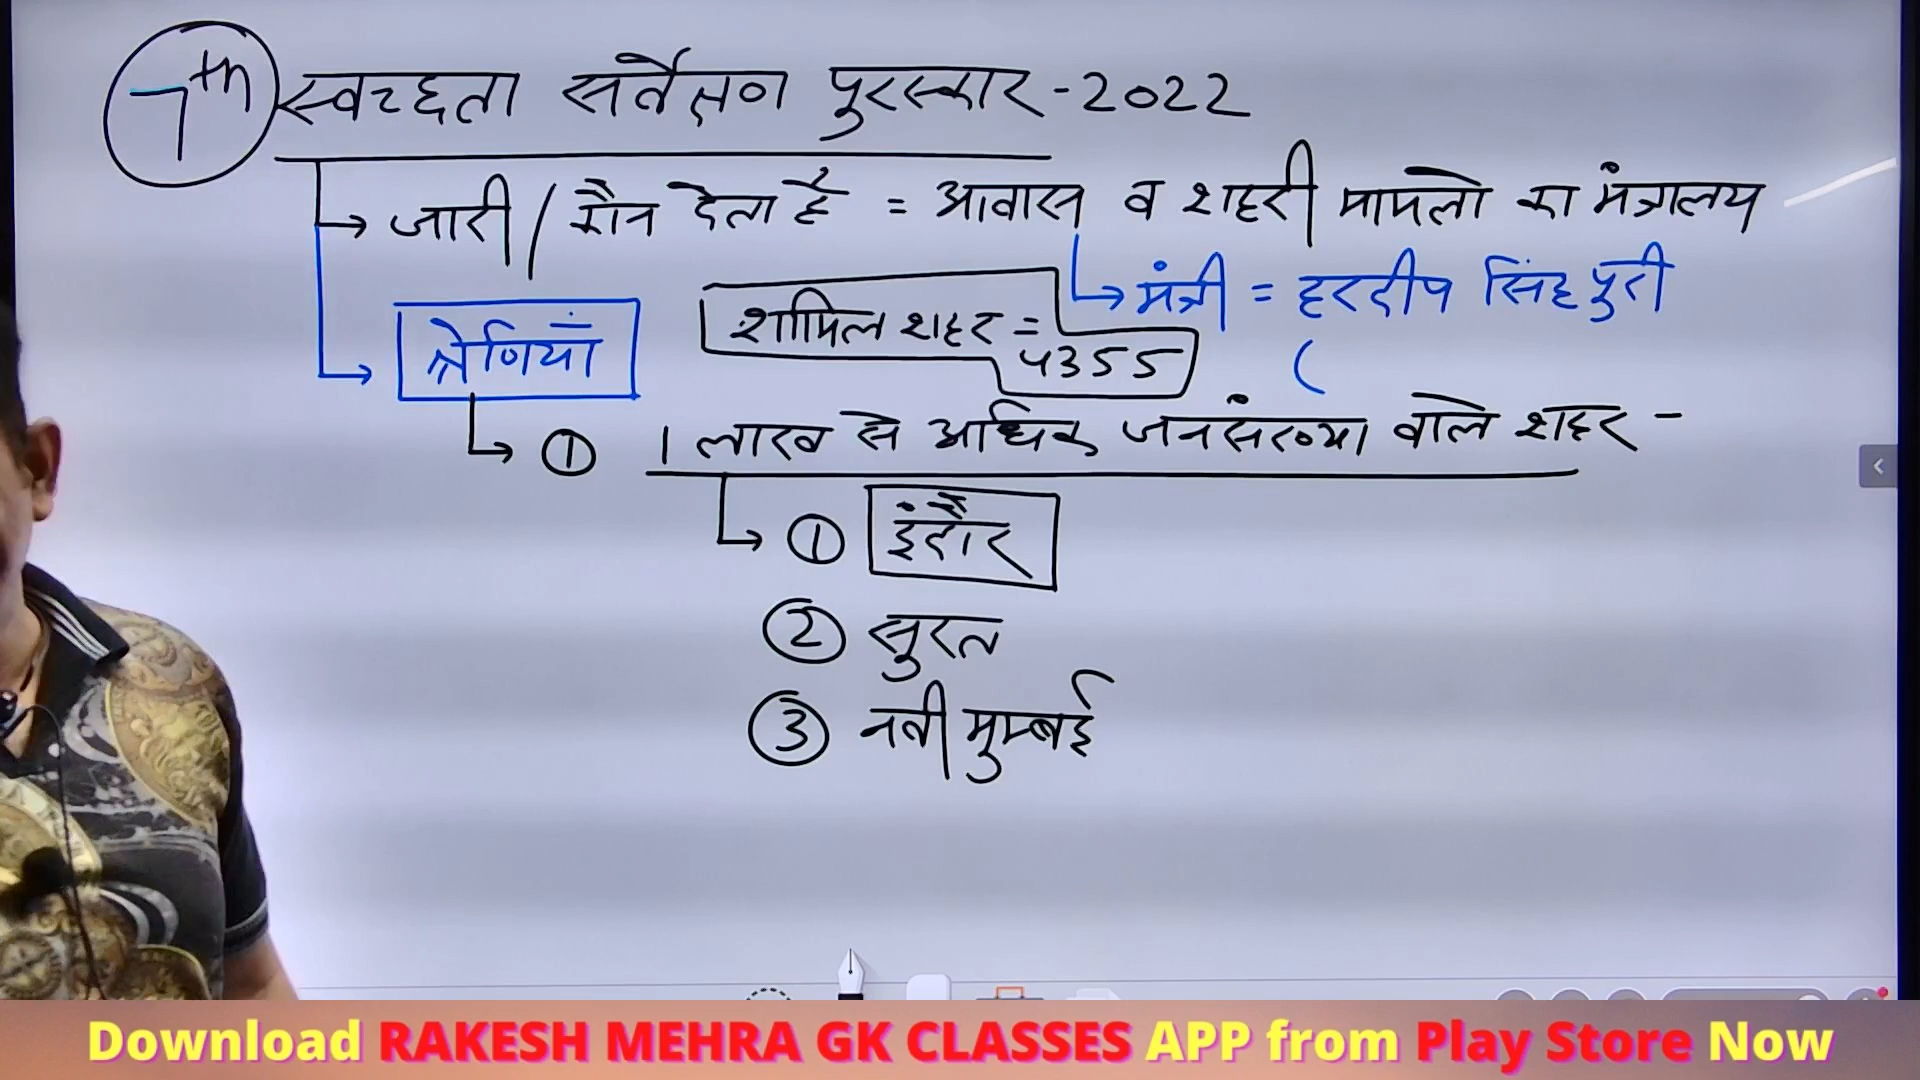 7th स्वच्छता सर्वेक्षण पुरस्कार - 2022
→ जारी / कौन देता है = आवास व शहरी मामलो का मंत्रालय
→ मंत्री = हरदीप सिंह पुरी
→ श्रेणियाँ
शामिल शहर = 4355
(
→ ① 1 लाख से अधिक जनसंख्या वाले शहर -
→ ① इंदौर
② सुरत
③ नवी मुम्बई
Download RAKESH MEHRA GK CLASSES APP from Play Store Now